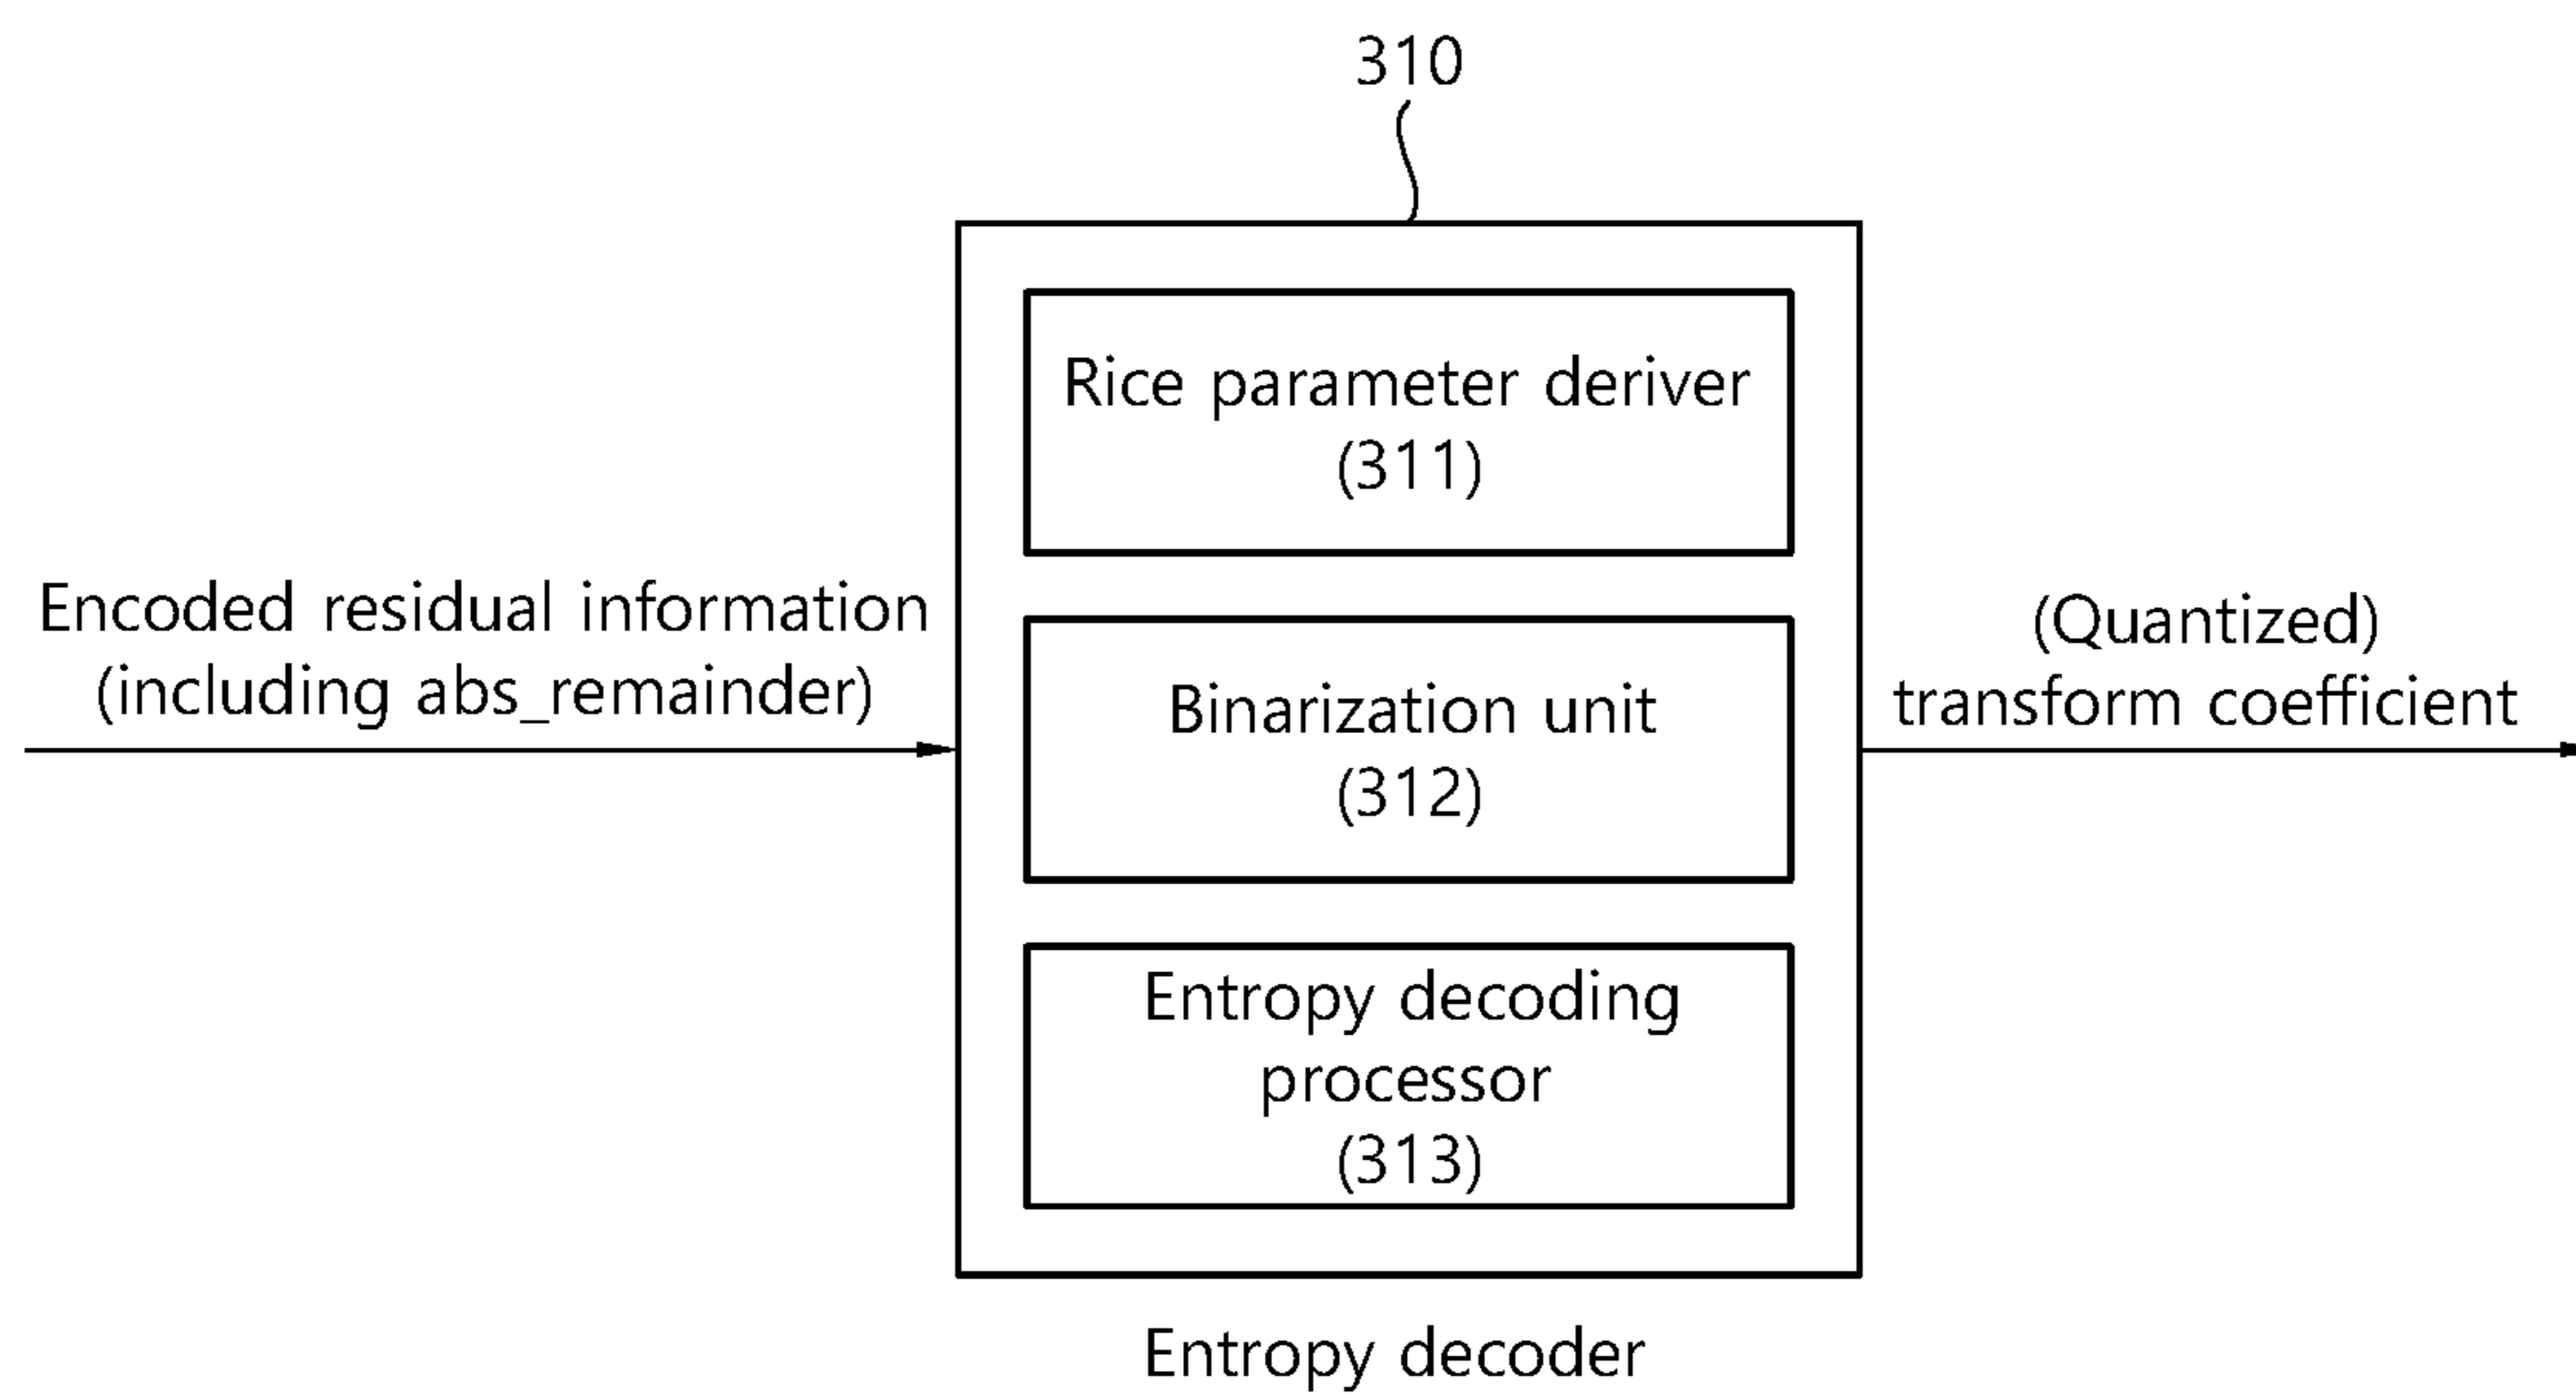 310
Rice parameter deriver
(311)
Encoded residual information
(including abs_remainder)
Binarization unit
(312)
(Quantized)
transform coefficient
Entropy decoding
processor
(313)
Entropy decoder